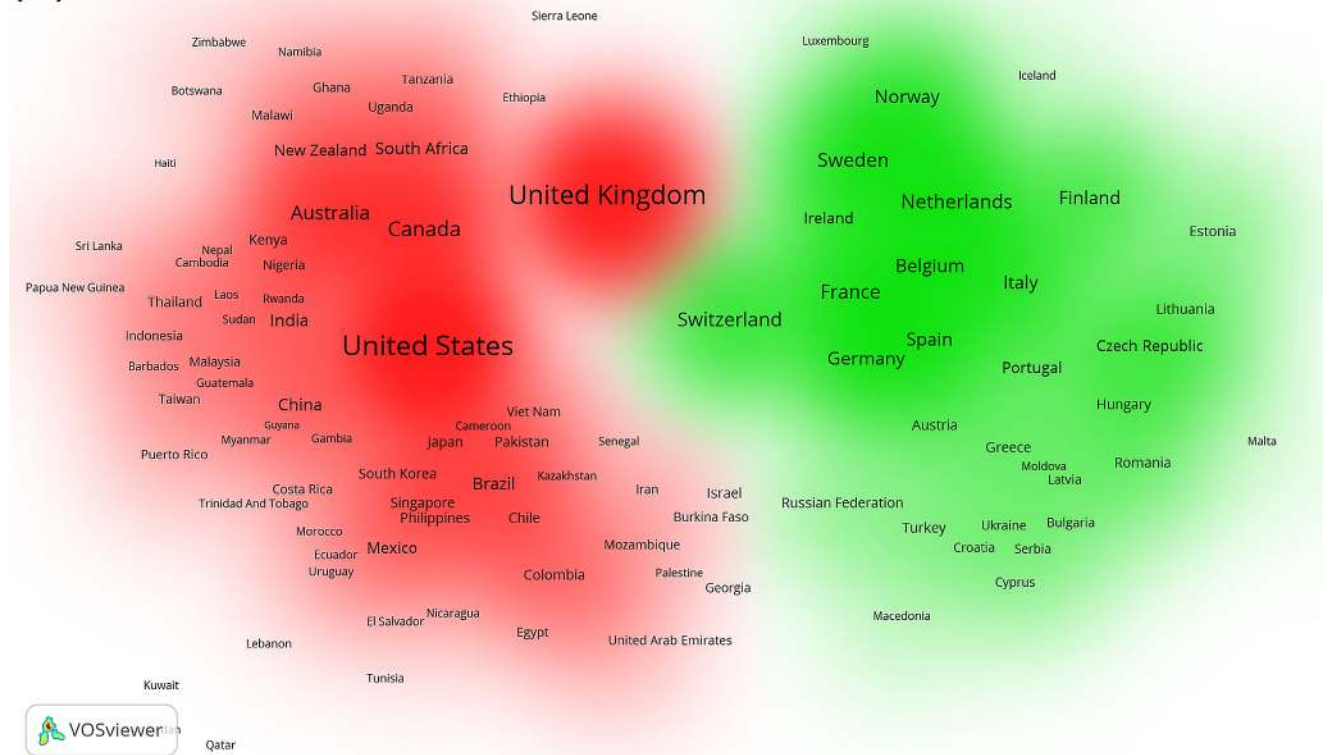 Sierra Leone
Luxembourg
Zimbabwe
Namibia
Iceland
Tanzania
Ghana
Botswana
Ethiopia
Norway
Uganda
Malawi
New Zealand
South Africa
Haiti
Sweden
United Kingdom
Netherlands
Finland
Australia
Ireland
Canada
Estonia
Kenya
Sri Lanka
Nepal
Cambodia
Nigeria
Belgium
Papua New Guinea
Thailand
Laos
Rwanda
France
Italy
Lithuania
Sudan
India
Switzerland
Indonesia
United States
Spain
Czech Republic
Barbados
Malaysia
Germany
Portugal
Guatemala
Taiwan
China
Hungary
Viet Nam
Guyana
Cameroon
Austria
Myanmar
Gambia
Japan
Pakistan
Senegal
Malta
Greece
Puerto Rico
Moldova
Romania
South Korea
Kazakhstan
Latvia
Brazil
Costa Rica
Iran
Israel
Trinidad And Tobago
Singapore
Russian Federation
Philippines
Chile
Burkina Faso
Turkey
Ukraine
Bulgaria
Morocco
Ecuador
Mexico
Mozambique
Croatia
Serbia
Uruguay
Colombia
Palestine
Georgia
Cyprus
El Salvador
Nicaragua
Macedonia
Egypt
United Arab Emirates
Lebanon
Tunisia
Kuwait
VOSviewer
Qatar